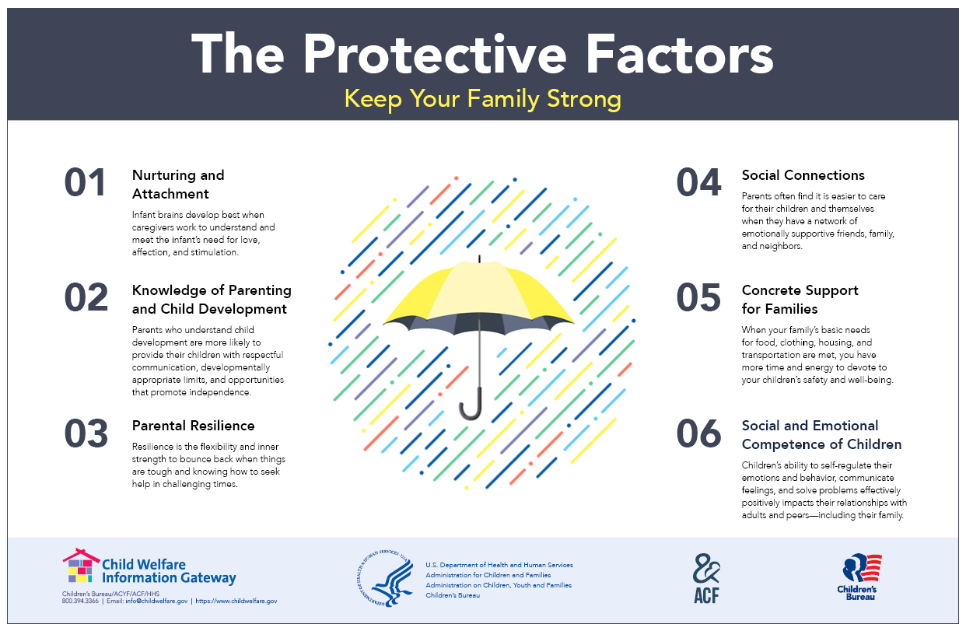 The Protective Factors
Keep Your Family Strong
01
Nurturing and
Attachment
Infant brains develop best when
caregivers work to understand and
meet the infant's need for love,
affection, and stimulation.
02
Knowledge of Parenting
and Child Development
Parents who understand child
development are more likely to
provide their children with respectful
communication, developmentally
appropriate limits, and opportunities
that promote independence.
03
Parental Resilience
Resilience is the flexibility and inner
strength to bounce back when things
are tough and knowing how to seek
help in challenging times.
04
Social Connections
Parents often find it is easier to care
for their children and themselves
when they have a network of
emotionally supportive friends, family,
and neighbors.
05
Concrete Support
for Families
When your family's basic needs
for food, clothing, housing, and
transportation are met, you have
more time and energy to devote to
your children's safety and well-being.
06
Social and Emotional
Competence of Children
Children's ability to self-regulate their
emotions and behavior, communicate
feelings, and solve problems effectively
positively impacts their relationships with
adults and peers—including their family.
Child Welfare
Information Gateway
Children's Bureau/ACYF/ACF/HHS
800.394.3366 | Email: info@childwelfare.gov | https://www.childwelfare.gov
U.S. Department of Health and Human Services
Administration for Children and Families
Administration on Children, Youth and Families
Children's Bureau
&
ACF
Children's
Bureau